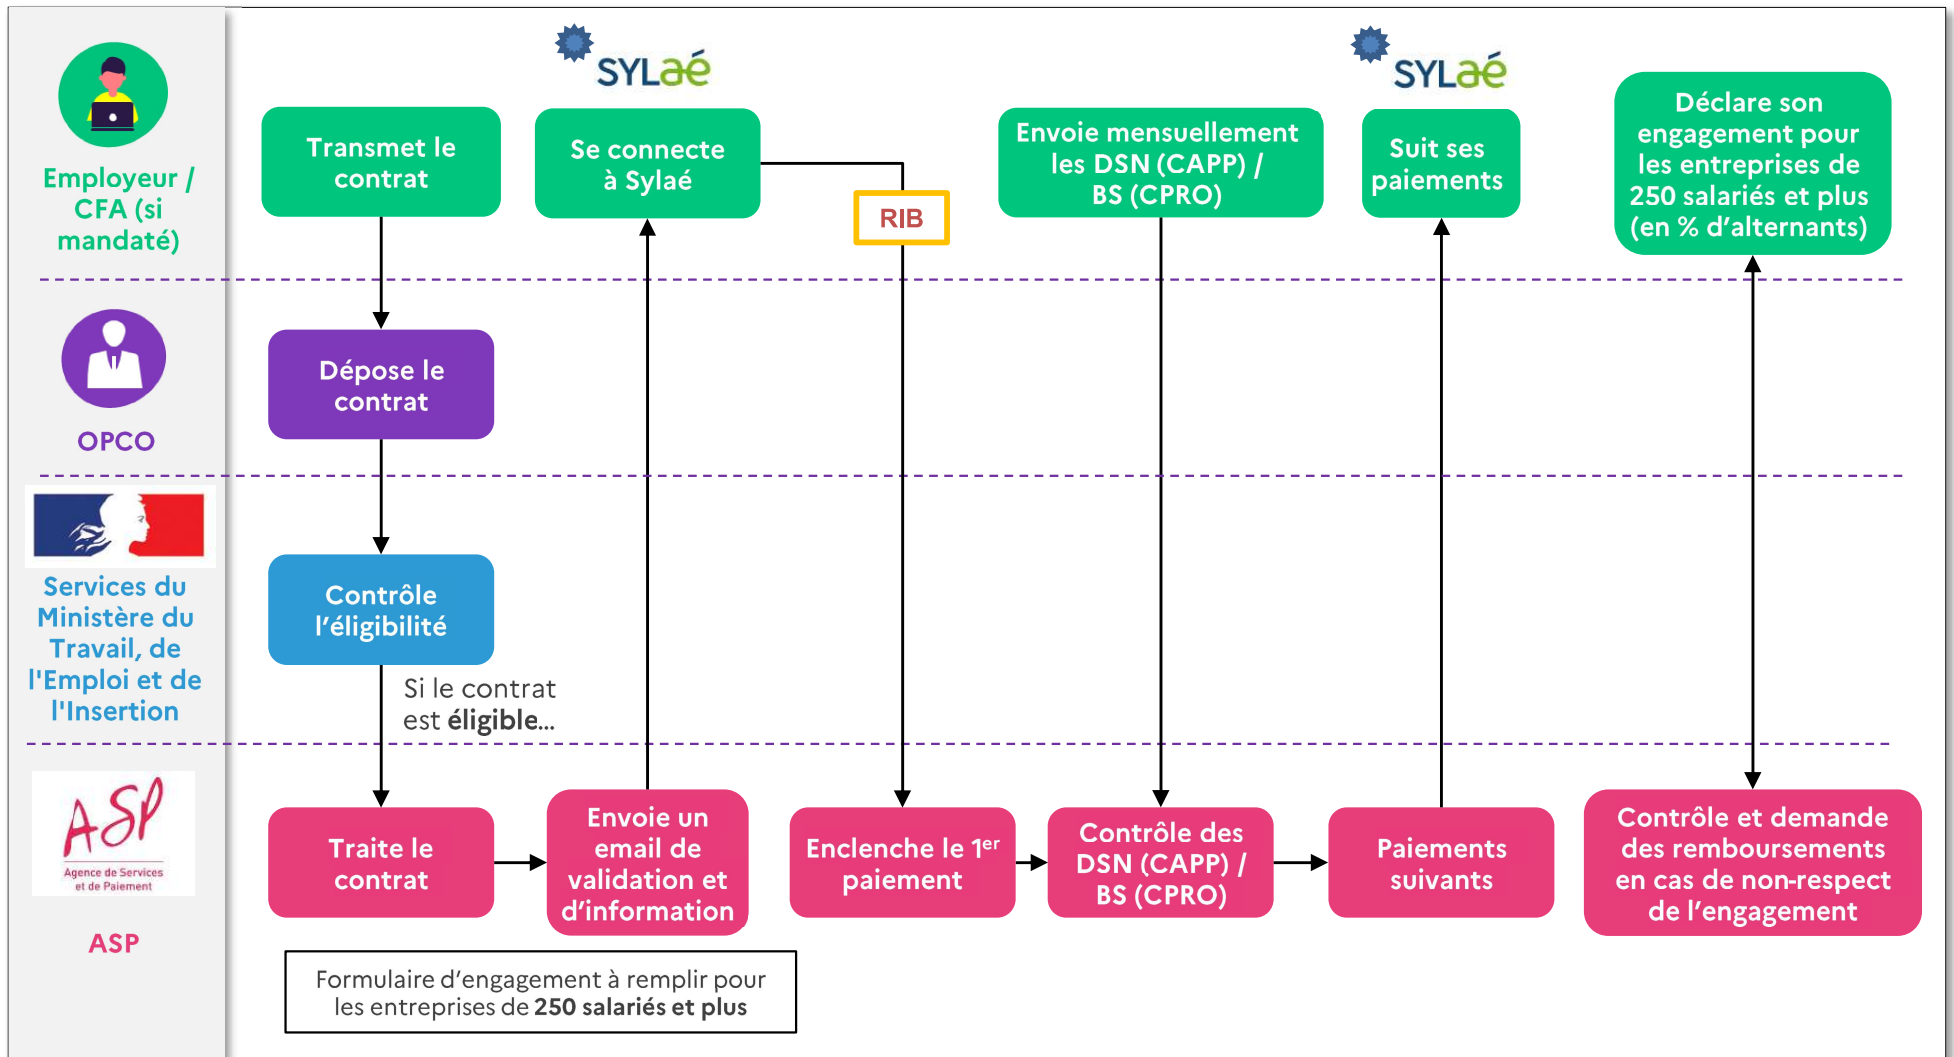 SYLaé
SYLaé
Employeur /
CFA (si
mandaté)
Transmet le
contrat
Se connecte
à Sylaé
RIB
Envoie mensuellement
les DSN (CAPP) /
BS (CPRO)
Suit ses
paiements
Déclare son
engagement pour
les entreprises de
250 salariés et plus
(en % d'alternants)
OPCO
Dépose le
contrat
Services du
Ministère du
Travail, de
l'Emploi et de
l'Insertion
Contrôle
l'éligibilité
Si le contrat
est éligible...
ASP
Agence de Services
et de Paiement
ASP
Traite le
contrat
Envoie un
email de
validation et
d'information
Enclenche le 1er
paiement
Contrôle des
DSN (CAPP) /
BS (CPRO)
Paiements
suivants
Contrôle et demande
des remboursements
en cas de non-respect
de l'engagement
Formulaire d'engagement à remplir pour
les entreprises de 250 salariés et plus